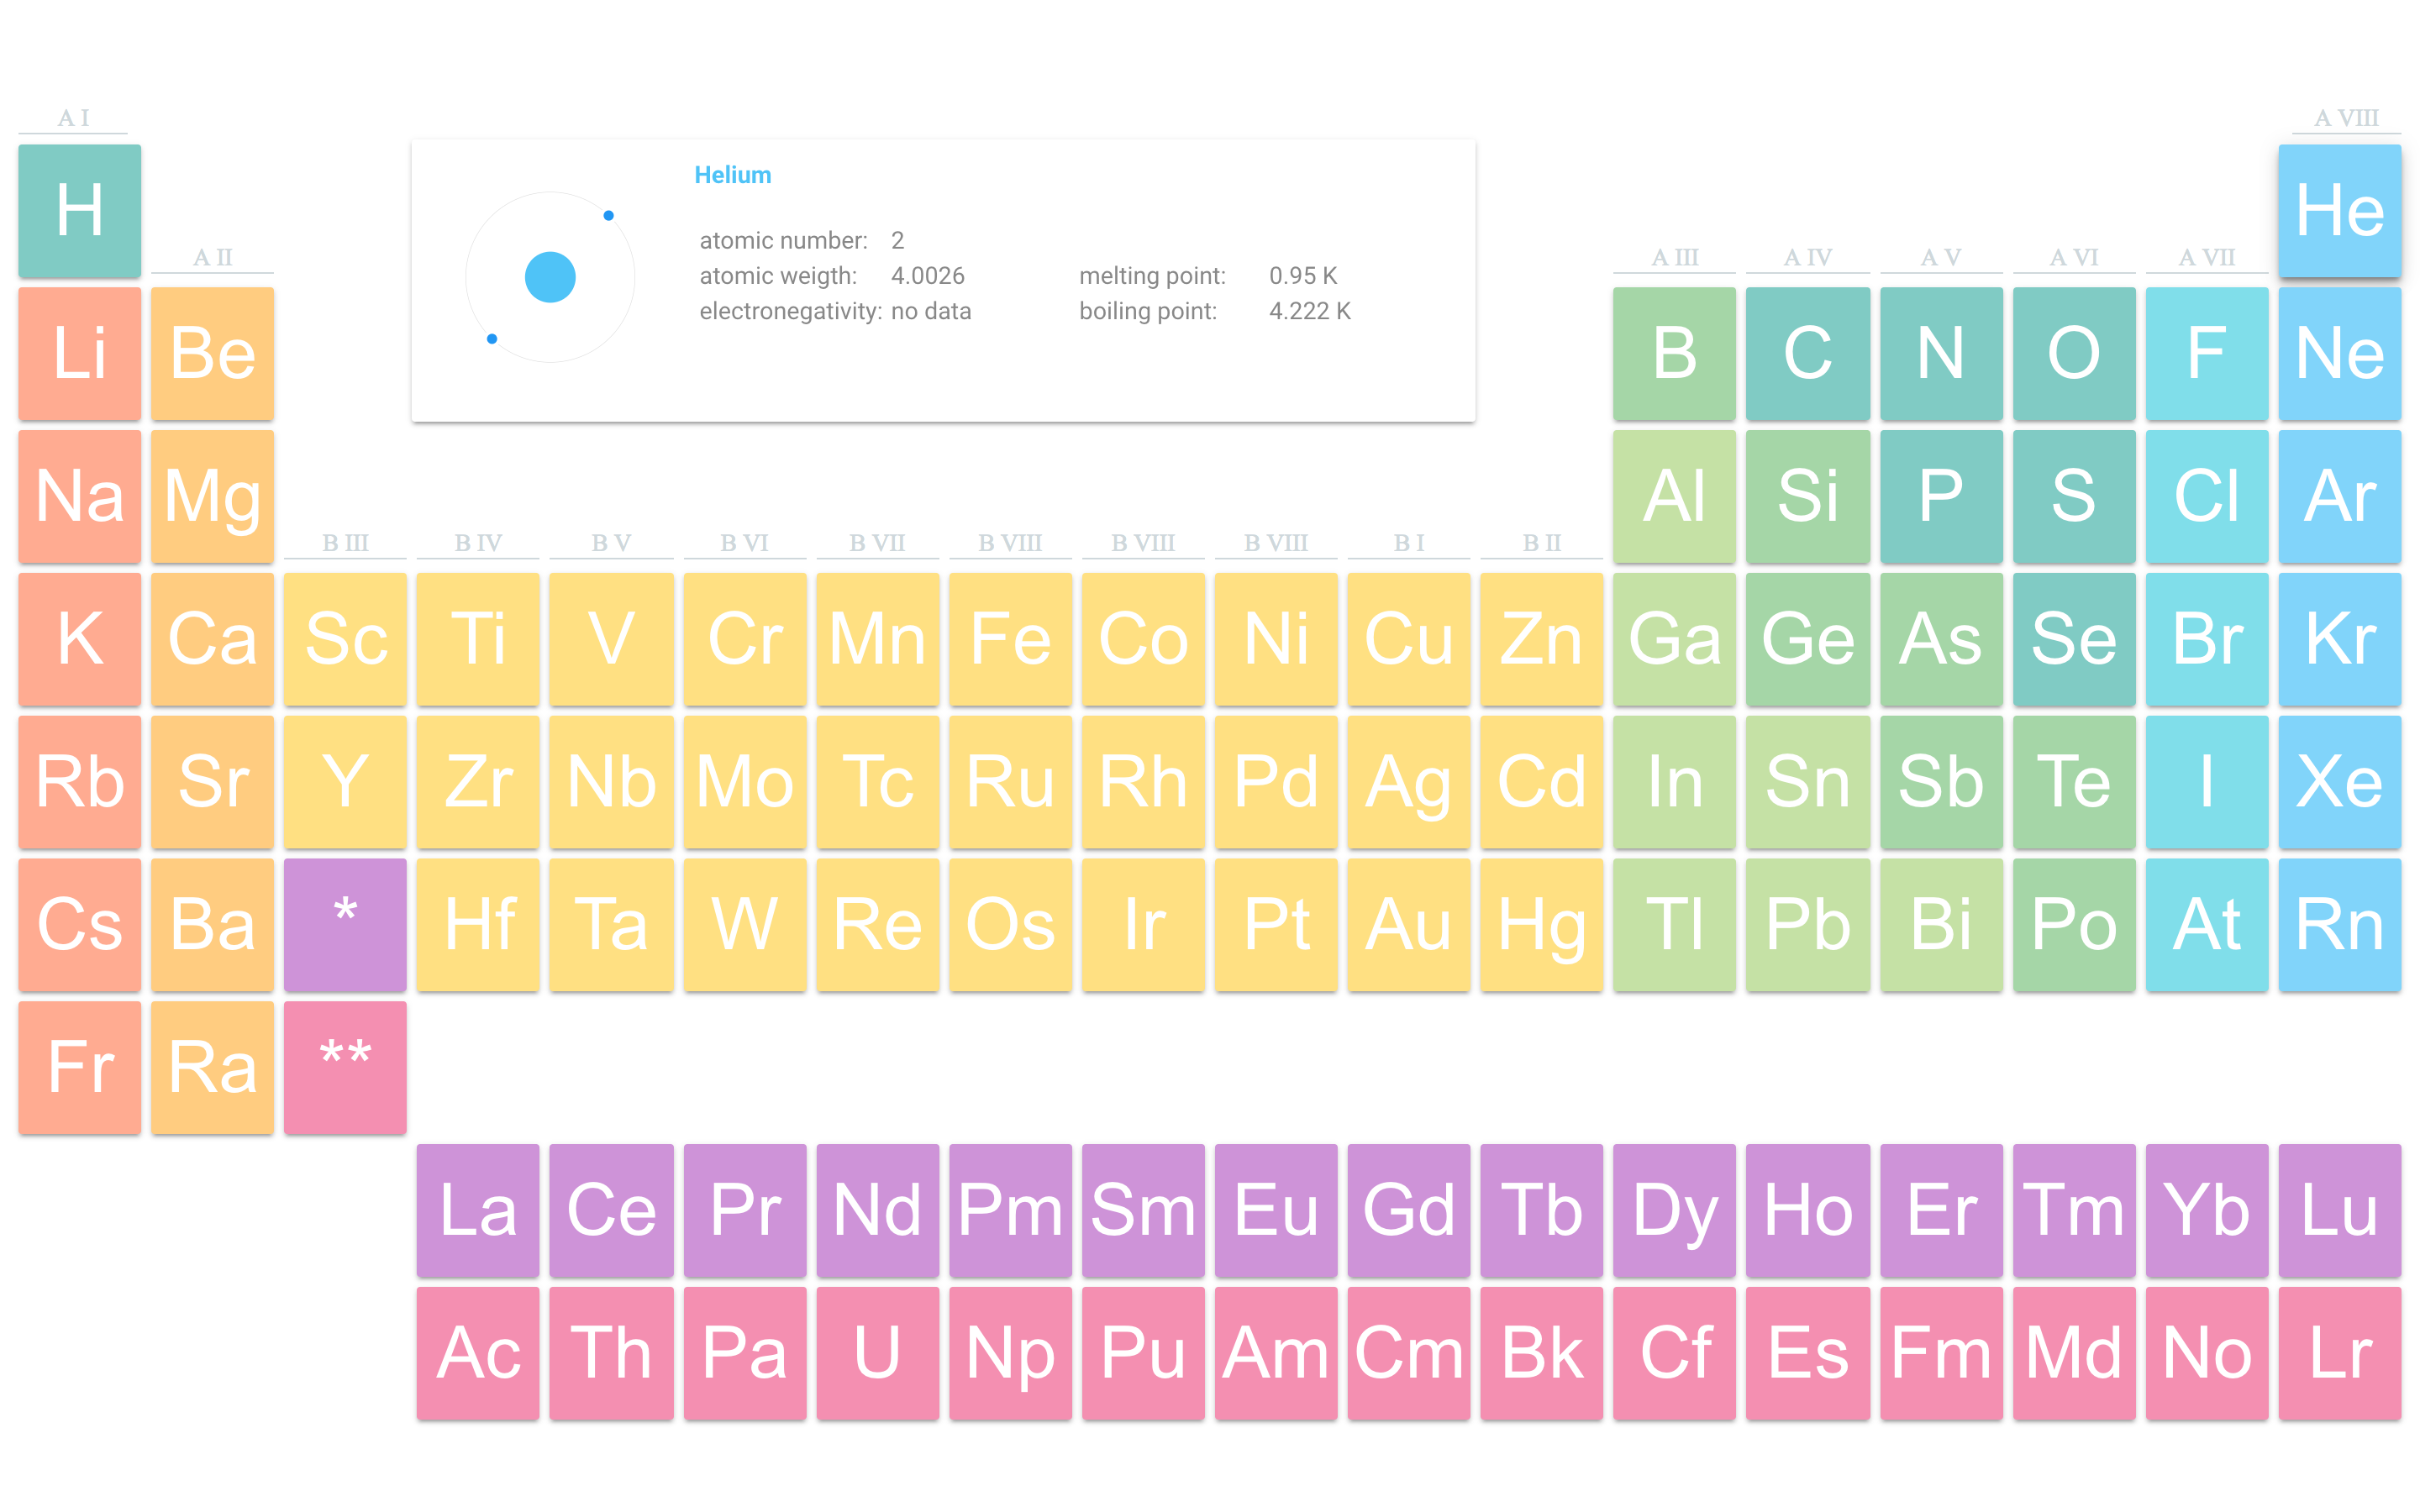 A I A VIII
H He
Helium
atomic number: 2
atomic weigth: 4.0026 melting point: 0.95 K
electronegativity: no data boiling point: 4.222 K
A II A III A IV A V A VI A VII
Li Be B C N O F Ne
Na Mg Al Si P S Cl Ar
B III B IV B V B VI B VII B VIII B VIII B VIII B I B II
K Ca Sc Ti V Cr Mn Fe Co Ni Cu Zn Ga Ge As Se Br Kr
Rb Sr Y Zr Nb Mo Tc Ru Rh Pd Ag Cd In Sn Sb Te I Xe
Cs Ba * Hf Ta W Re Os Ir Pt Au Hg Tl Pb Bi Po At Rn
Fr Ra **
La Ce Pr Nd Pm Sm Eu Gd Tb Dy Ho Er Tm Yb Lu
Ac Th Pa U Np Pu Am Cm Bk Cf Es Fm Md No Lr